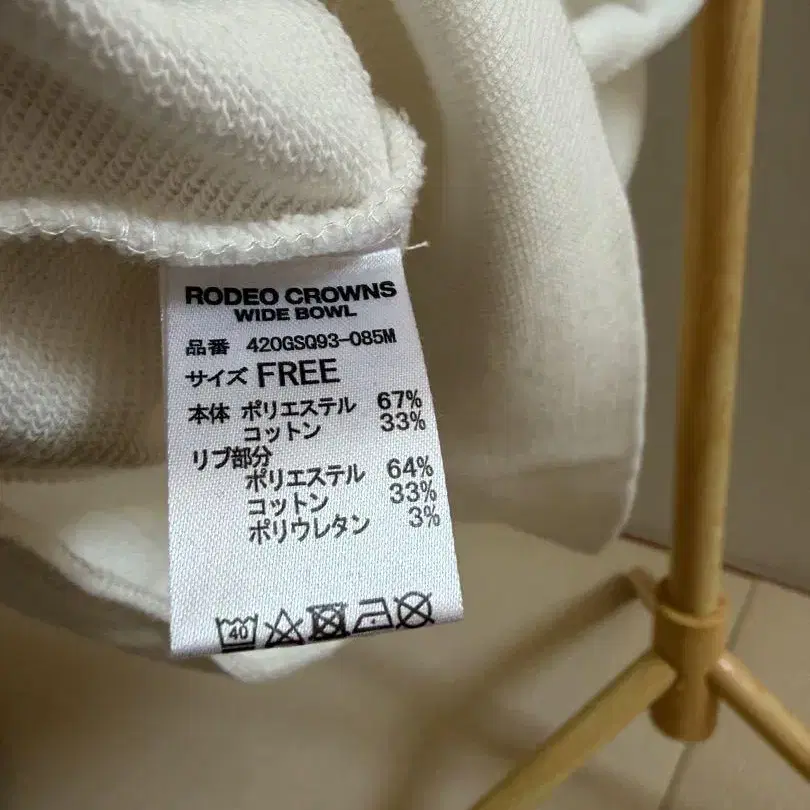 RODEO CROWNS
WIDE BOWL
品番 420GSQ93-085M
サイズ FREE
本体 ポリエステル 67%
コットン 33%
リブ部分
ポリエステル 64%
コットン 33%
ポリウレタン 3%
40